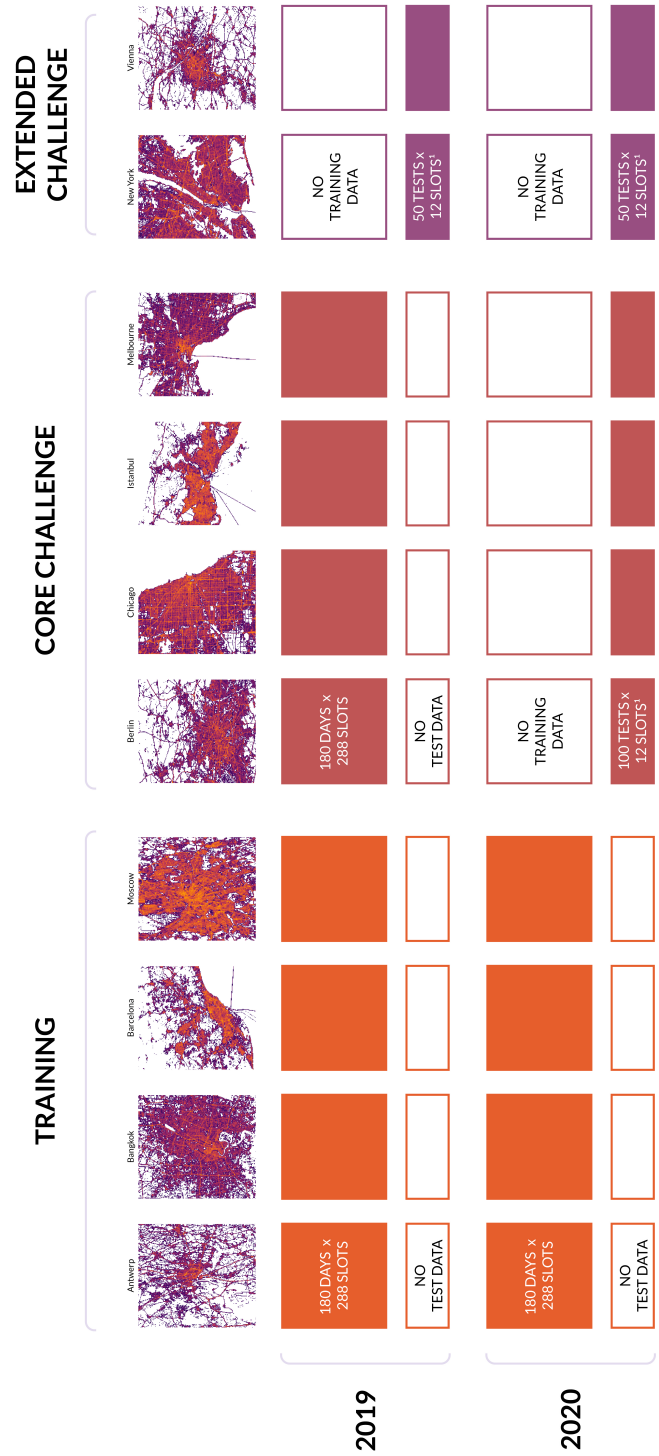 TRAINING
CORE CHALLENGE
EXTENDED
CHALLENGE
Antwerp
Bangkok
Barcelona
Moscow
Berlin
Chicago
Istanbul
Melbourne
New York
Vienna
2019
180 DAYS x
288 SLOTS
180 DAYS x
288 SLOTS
NO
TRAINING
DATA
NO
TEST DATA
NO
TEST DATA
50 TESTS x
12 SLOTS¹
2020
180 DAYS x
288 SLOTS
NO
TRAINING
DATA
NO
TRAINING
DATA
NO
TEST DATA
100 TESTS x
12 SLOTS¹
50 TESTS x
12 SLOTS¹